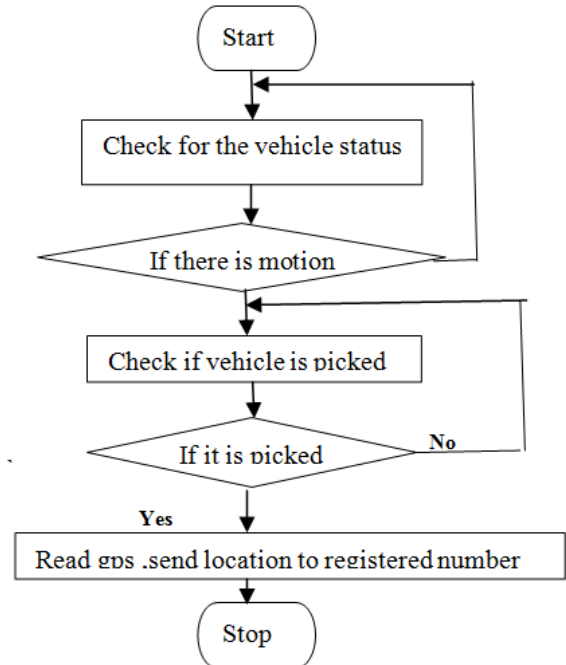 Start
Check for the vehicle status
If there is motion
Check if vehicle is picked
If it is picked
No
Yes
Read gps .send location to registered number
Stop